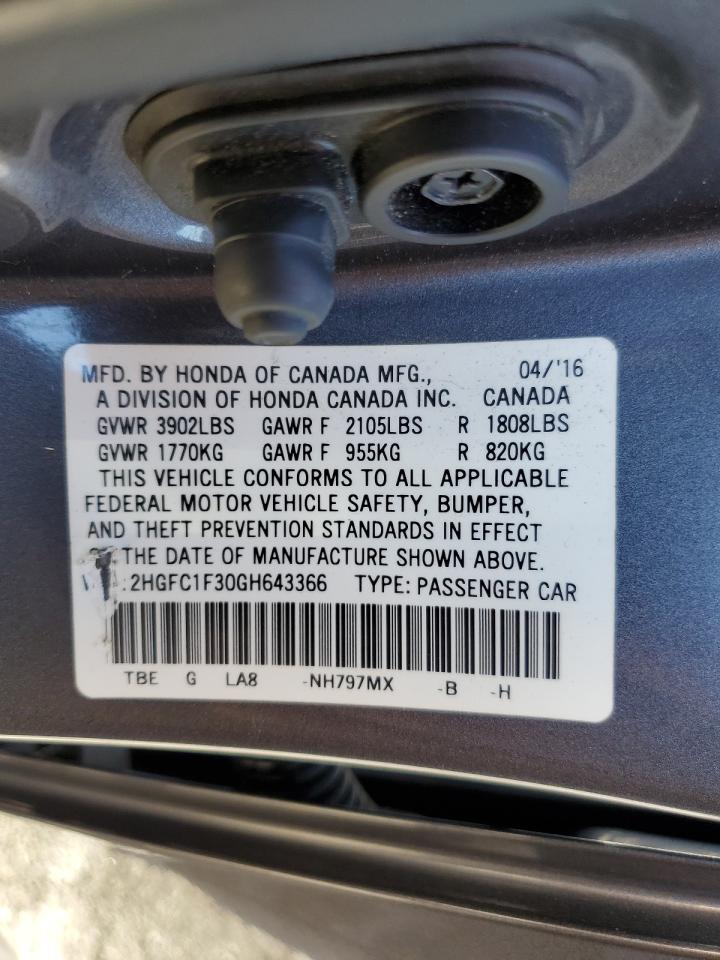 MFD. BY HONDA OF CANADA MFG., 04/'16
A DIVISION OF HONDA CANADA INC. CANADA
GVWR 3902LBS GAWR F 2105LBS R 1808LBS
GVWR 1770KG GAWR F 955KG R 820KG
THIS VEHICLE CONFORMS TO ALL APPLICABLE
FEDERAL MOTOR VEHICLE SAFETY, BUMPER,
AND THEFT PREVENTION STANDARDS IN EFFECT
THE DATE OF MANUFACTURE SHOWN ABOVE.
:2HGFC1F30GH643366 TYPE: PASSENGER CAR
TBE G LA8 -NH797MX -B -H